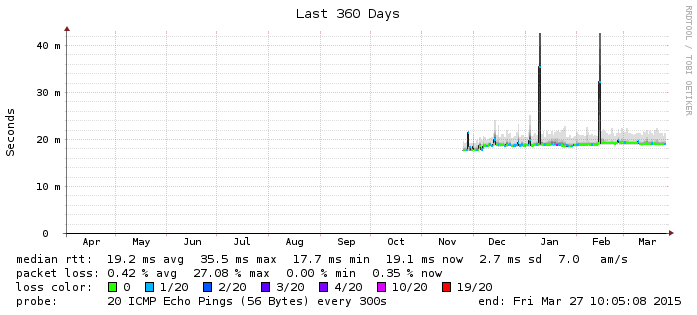 Last 360 Days
RRDTOOL / TOBI OETIKER
Seconds
40 m
30 m
20 m
10 m
0
Apr May Jun Jul Aug Sep Oct Nov Dec Jan Feb Mar
median rtt: 19.2 ms avg 35.5 ms max 17.7 ms min 19.1 ms now 2.7 ms sd 7.0 am/s
packet loss: 0.42 % avg 27.08 % max 0.00 % min 0.35 % now
loss color: 0 1/20 2/20 3/20 4/20 10/20 19/20
probe: 20 ICMP Echo Pings (56 Bytes) every 300s end: Fri Mar 27 10:05:08 2015